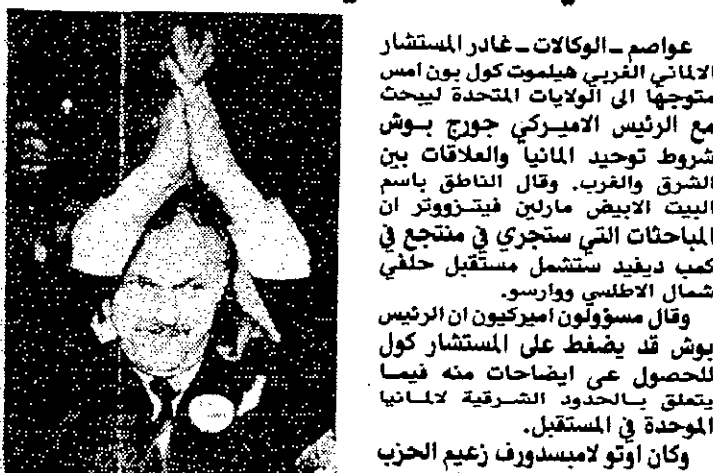 عواصم ـ الوكالات ـ غادر المستشار
الالماني الغربي هيلموت كول بون امس
متوجها الى الولايات المتحدة ليبحث
مع الرئيس الاميركي جورج بوش
شروط توحيد المانيا والعلاقات بين
الشرق والغرب. وقال الناطق باسم
البيت الابيض مارلين فيتزووتر ان
المباحثات التي ستجري في منتجع في
كمب ديفيد ستشمل مستقبل حلفي
شمال الاطلسي ووارسو.
وقال مسؤولون اميركيون ان الرئيس
بوش قد يضغط على المستشار كول
للحصول عى ايضاحات منه فيما
يتعلق بالحدود الشرقية لالمانيا
الموحدة في المستقبل.
وكان اوتو لامبسدورف زعيم الحزب